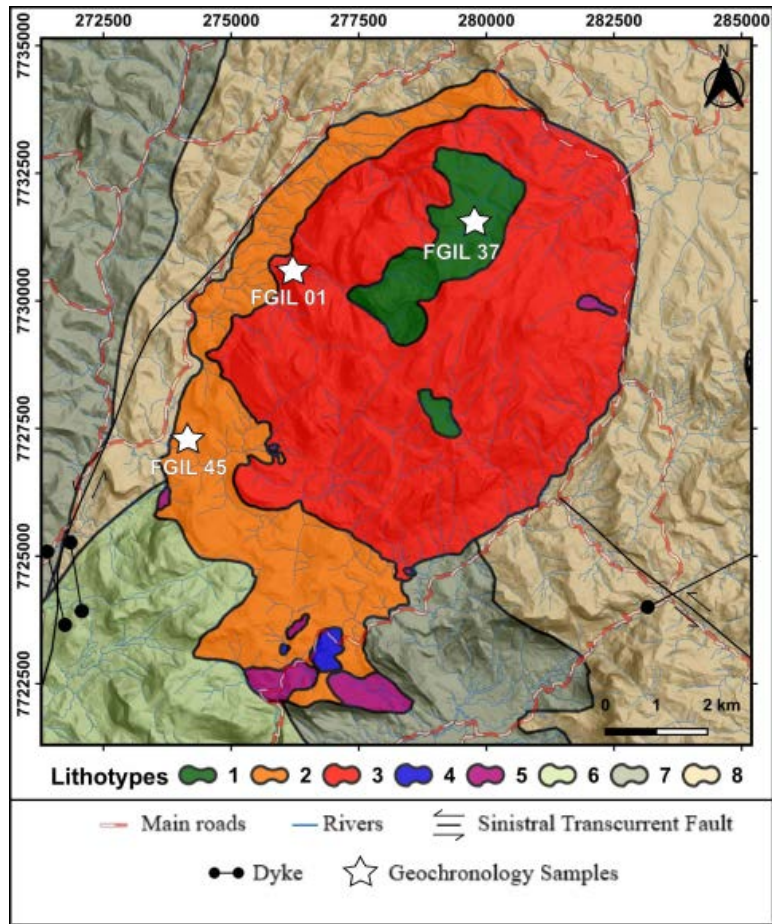 272500 275000 277500 280000 282500 285000
7735000
N
7732500
FGIL 37
7730000
FGIL 01
7727500
FGIL 45
7725000
7722500
0 1 2 km
Lithotypes 1 2 3 4 5 6 7 8
Main roads Rivers Sinistral Transcurrent Fault
Dyke Geochronology Samples